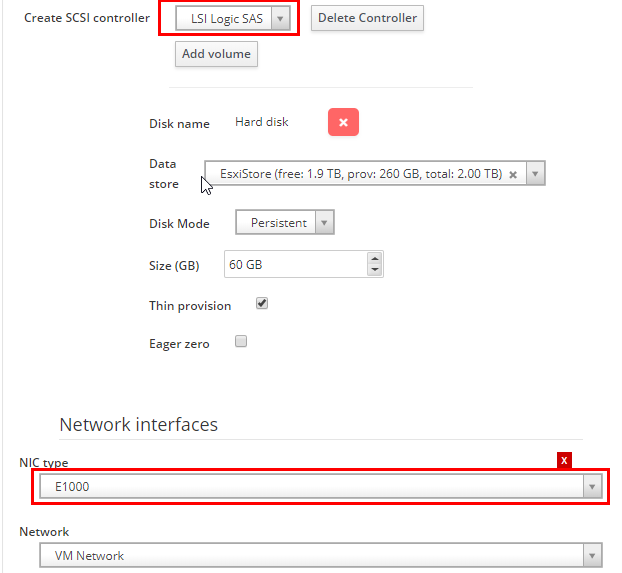 Create SCSI controller LSI Logic SAS Delete Controller
Add volume
Disk name Hard disk ×
Data store EsxiStore (free: 1.9 TB, prov: 260 GB, total: 2.00 TB) ×
Disk Mode Persistent
Size (GB) 60 GB
Thin provision
Eager zero
Network interfaces
NIC type x
E1000
Network
VM Network